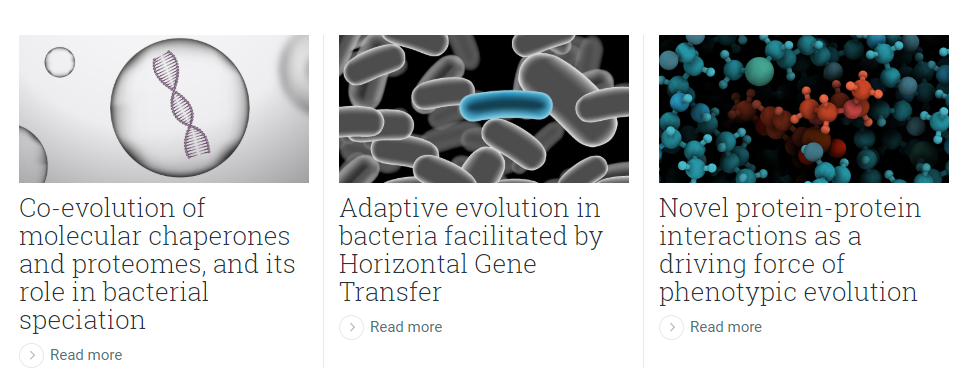 Co-evolution of
molecular chaperones
and proteomes, and its
role in bacterial
speciation
Read more
Adaptive evolution in
bacteria facilitated by
Horizontal Gene
Transfer
Read more
Novel protein-protein
interactions as a
driving force of
phenotypic evolution
Read more